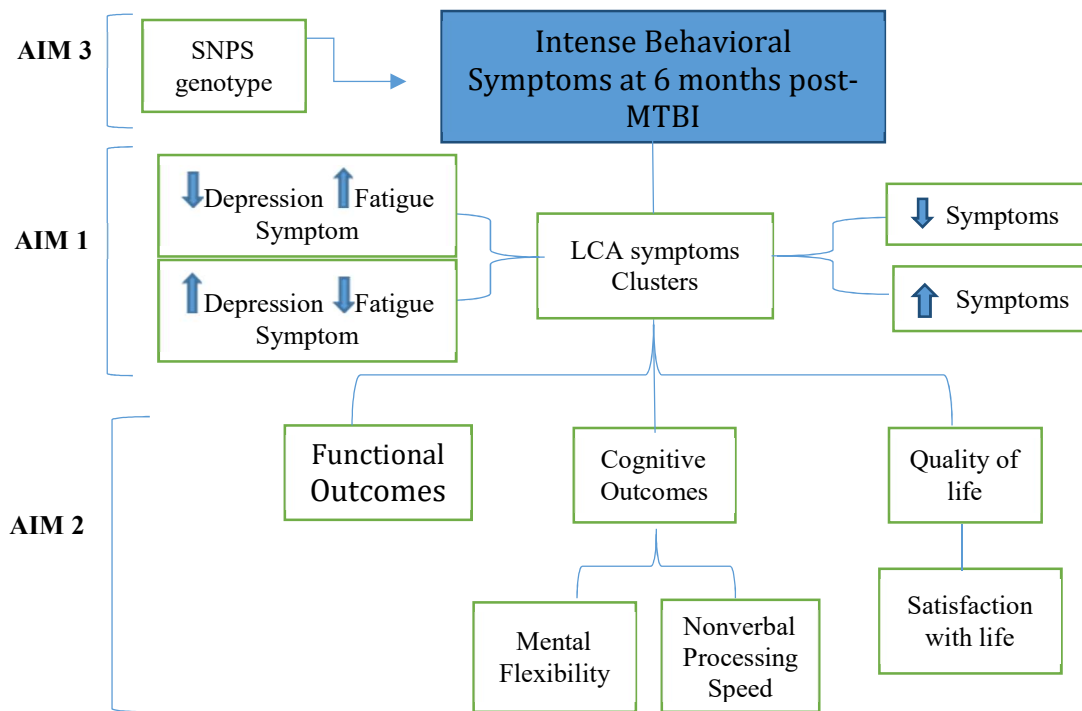 AIM 3
SNPS
genotype
Intense Behavioral
Symptoms at 6 months post-
MTBI
AIM 1
Depression Fatigue
Symptom
Depression Fatigue
Symptom
LCA symptoms
Clusters
Symptoms
Symptoms
AIM 2
Functional
Outcomes
Cognitive
Outcomes
Quality of
life
Mental
Flexibility
Nonverbal
Processing
Speed
Satisfaction
with life